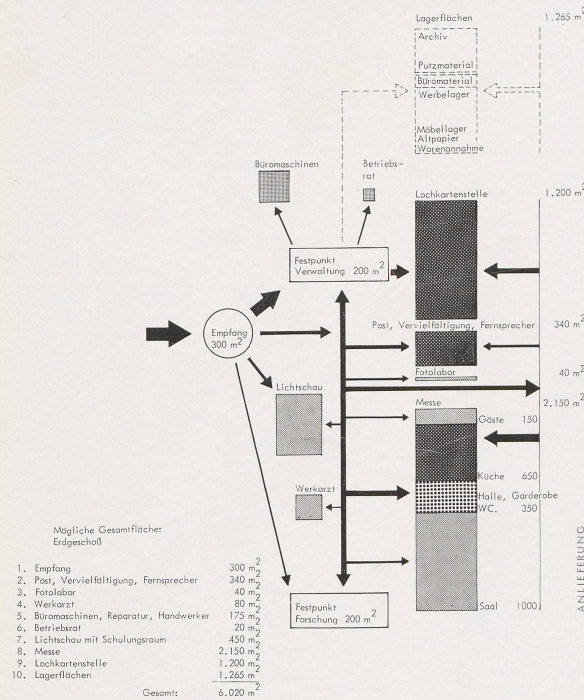 Lagerflächen 1.265 m2
Archiv
Putzmaterial
Büromaterial
Werbelager
Möbellager
Altpapier
Warenannahme
Büromaschinen
Betriebs-
rat
Lochkartenstelle 1.200 m2
Festpunkt
Verwaltung 200 m2
Empfang
300 m2
Post, Vervielfältigung, Fernsprecher 340 m2
Fotolabor 40 m2
Lichtschau
Messe 2.150 m2
Gäste 150
Küche 650
Halle, Garderobe
WC. 350
Saal 1000
Werkarzt
Festpunkt
Forschung 200 m2
ANLIEFERUNG
Mögliche Gesamtfläche:
Erdgeschoß
1. Empfang 300 m2
2. Post, Vervielfältigung, Fernsprecher 340 m2
3. Fotolabor 40 m2
4. Werkarzt 80 m2
5. Büromaschinen, Reparatur, Handwerker 175 m2
6. Betriebsrat 20 m2
7. Lichtschau mit Schulungsraum 450 m2
8. Messe 2.150 m2
9. Lochkartenstelle 1.200 m2
10. Lagerflächen 1.265 m2
Gesamt: 6.020 m2